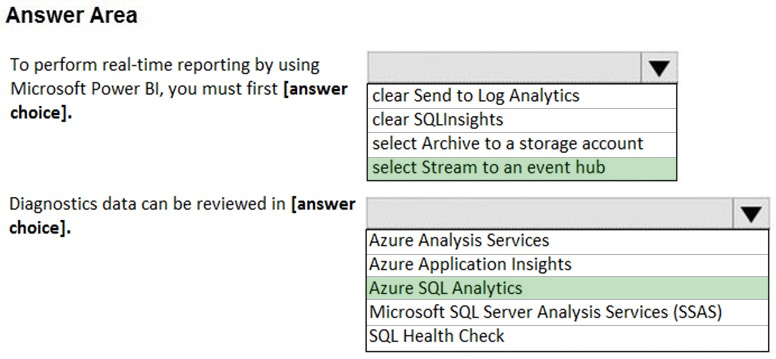 Answer Area
To perform real-time reporting by using
Microsoft Power BI, you must first [answer
choice].
clear Send to Log Analytics
clear SQLInsights
select Archive to a storage account
select Stream to an event hub
Diagnostics data can be reviewed in [answer
choice].
Azure Analysis Services
Azure Application Insights
Azure SQL Analytics
Microsoft SQL Server Analysis Services (SSAS)
SQL Health Check